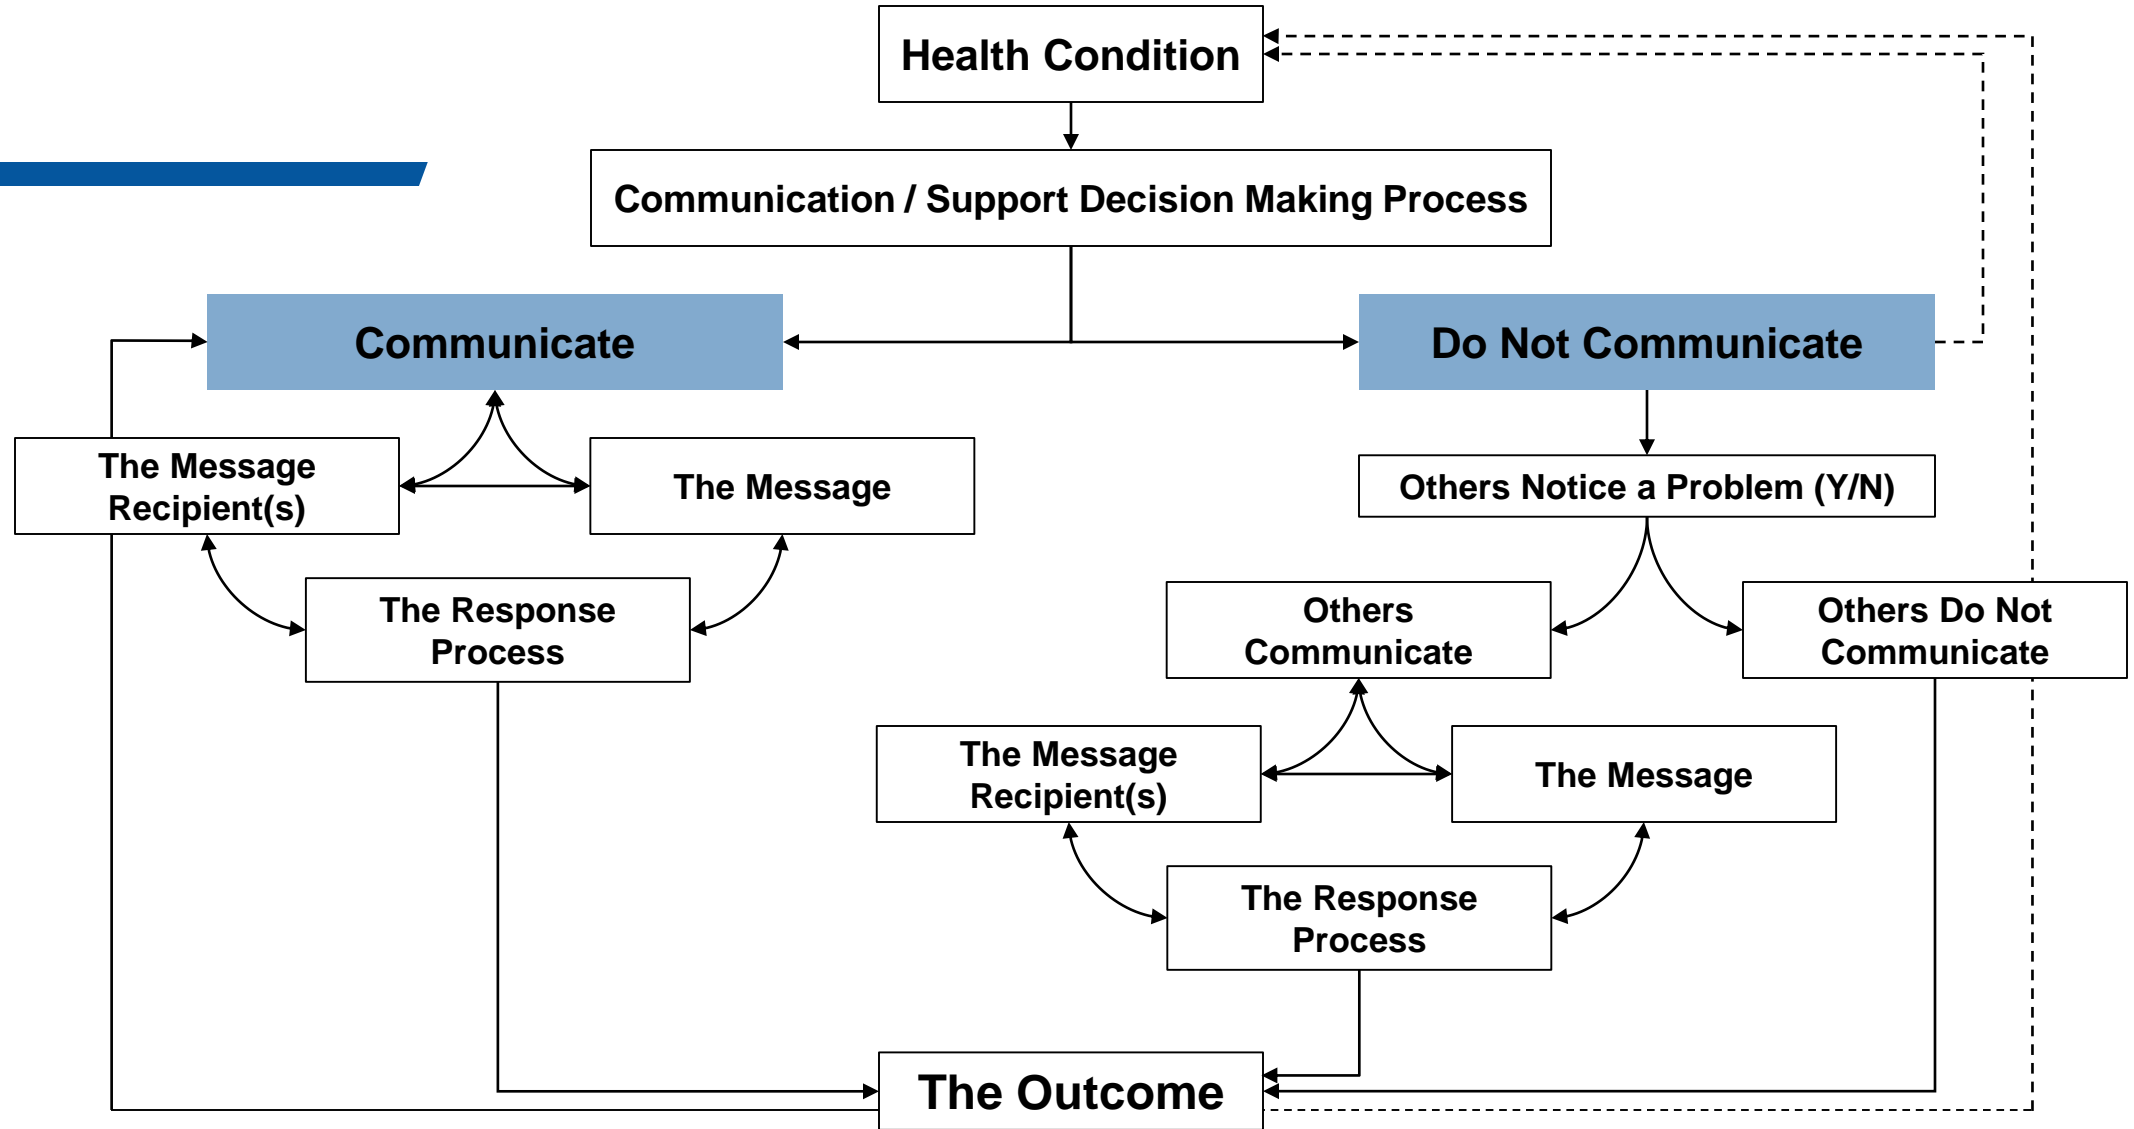 Health Condition
Communication / Support Decision Making Process
Communicate
Do Not Communicate
The Message
Recipient(s)
The Message
Others Notice a Problem (Y/N)
The Response
Process
Others
Communicate
Others Do Not
Communicate
The Message
Recipient(s)
The Message
The Response
Process
The Outcome